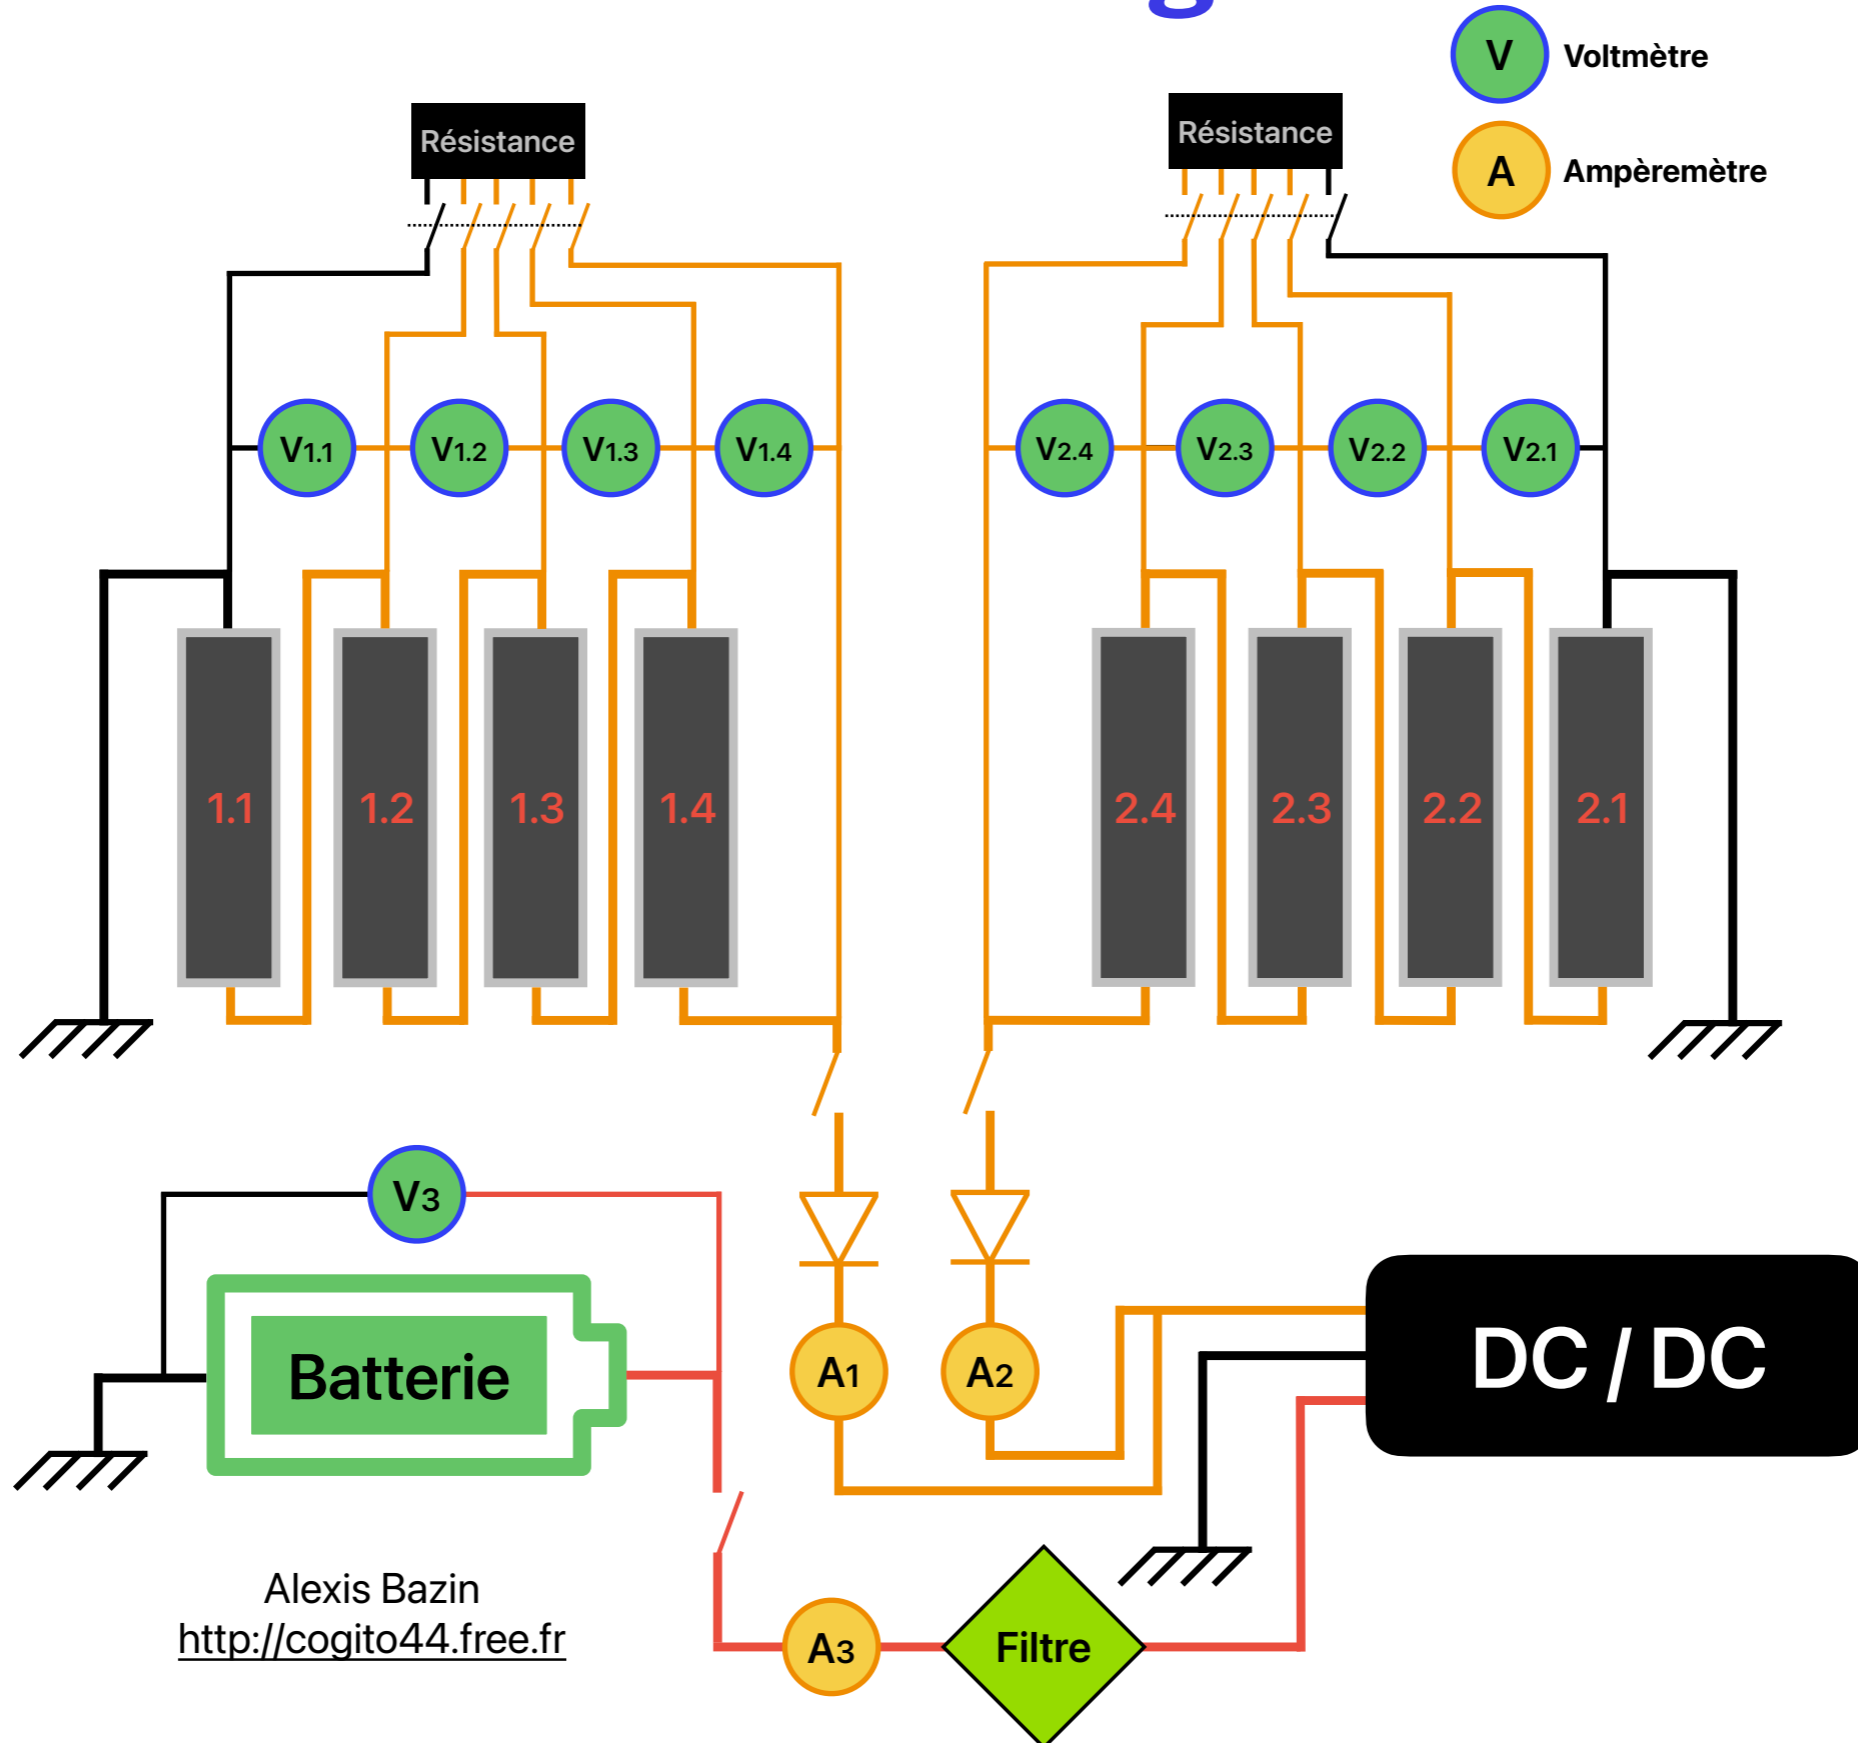 V Voltmètre
A Ampèremètre
Résistance
Résistance
V1.1 V1.2 V1.3 V1.4 V2.4 V2.3 V2.2 V2.1
1.1 1.2 1.3 1.4 2.4 2.3 2.2 2.1
V3
Batterie
A1 A2
DC / DC
Alexis Bazin
http://cogito44.free.fr
A3
Filtre